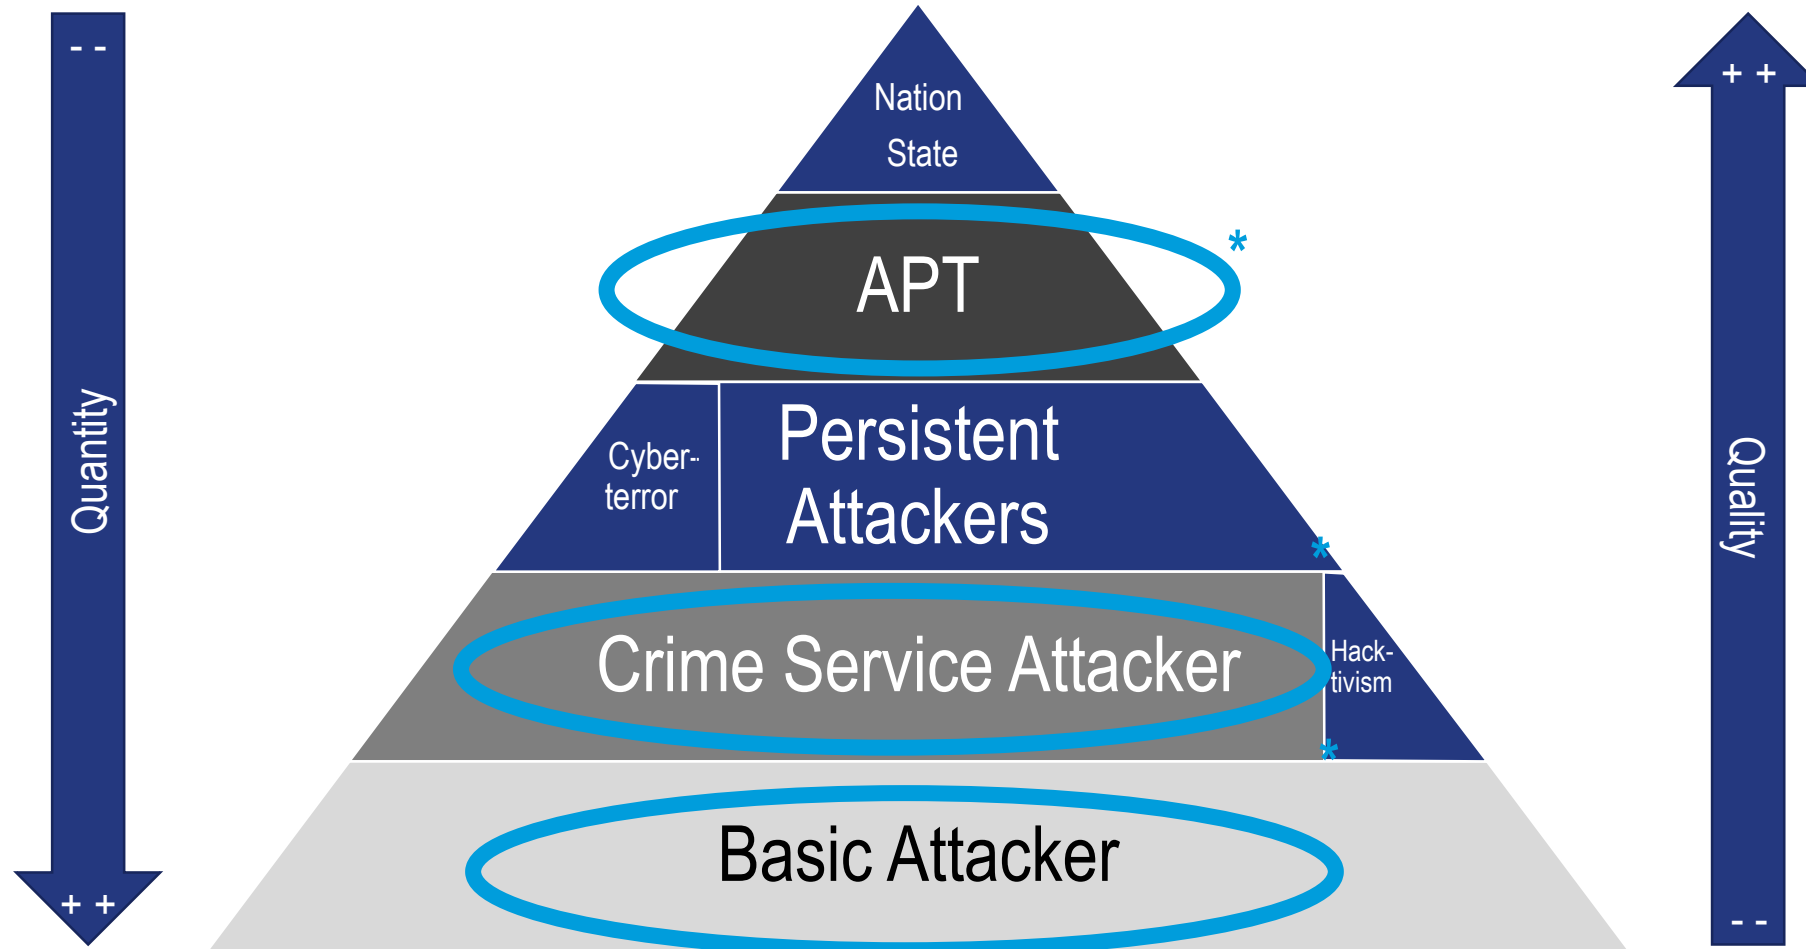 - -
Quantity
+ +
Nation
State
*
APT
Cyber-
terror
Persistent
Attackers
*
Crime Service Attacker
Hack-
tivism
*
Basic Attacker
+ +
Quality
- -